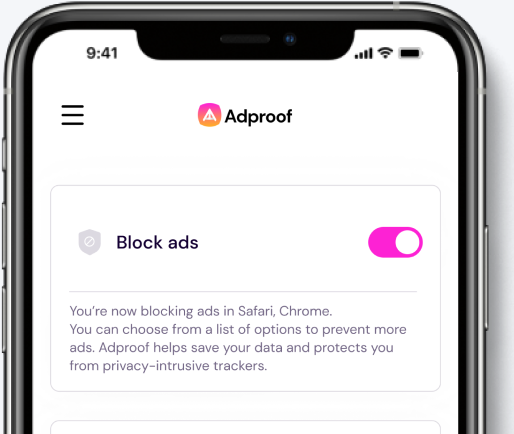 9:41
Adproof
Block ads
You're now blocking ads in Safari, Chrome.
You can choose from a list of options to prevent more
ads. Adproof helps save your data and protects you
from privacy-intrusive trackers.